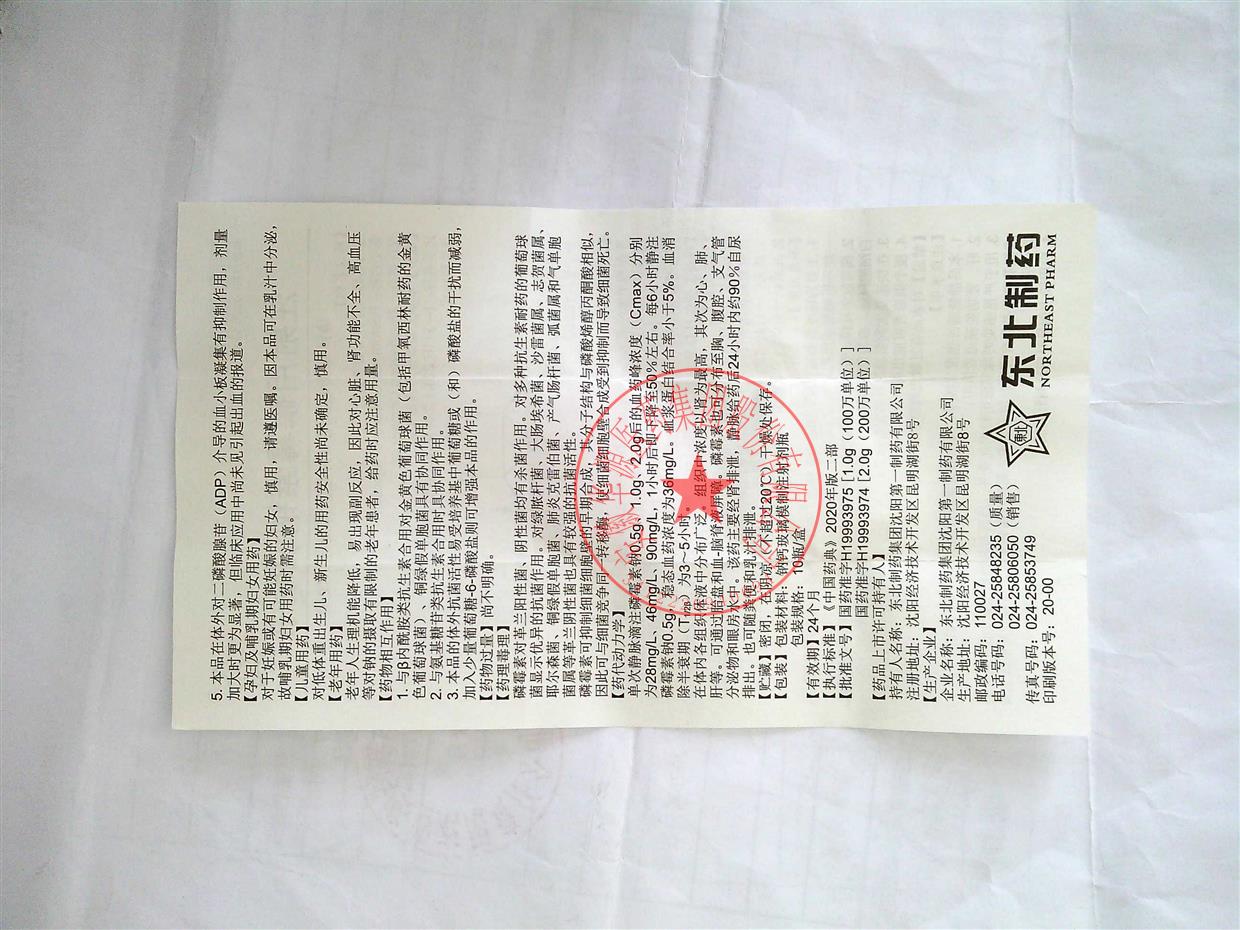 5. 本品在体外对二磷酸腺苷（ADP）介导的血小板凝集有抑制作用，剂量
加大时更为显著，但临床应用中尚未见引起出血的报道。
【孕妇及哺乳期妇女用药】
对于妊娠或有可能妊娠的妇女，慎用，请遵医嘱。因本品可在乳汁中分泌，
故哺乳期妇女用药时需注意。
【儿童用药】
对低体重出生儿、新生儿的用药安全性尚未确定，慎用。
【老年用药】
老年人生理机能降低，易出现副反应，因此对心脏、肾功能不全、高血压
等对钠的摄取有限制的老年患者，给药时应注意用量。
【药物相互作用】
1. 与β内酰胺类抗生素合用对金黄色葡萄球菌（包括甲氧西林耐药的金黄
色葡萄球菌）、铜绿假单胞菌具有协同作用。
2. 与氨基糖苷类抗生素合用时具协同作用。
3. 本品的体外抗菌活性易受培养基中葡萄糖或（和）磷酸盐的干扰而减弱，
加入少量葡萄糖-6-磷酸盐则可增强本品的作用。
【药物过量】尚不明确。
【药理毒理】
磷霉素对革兰阳性菌、阴性菌均有杀菌作用。对多种抗生素耐药的葡萄球
菌显示优异的抗菌作用。对绿脓杆菌、大肠埃希菌、沙雷菌属、志贺菌属、
耶尔森菌、铜绿假单胞菌、肺炎克雷伯菌、产气肠杆菌、弧菌属和气单胞
菌属等革兰阴性菌也具有较强的抗菌活性。
磷霉素可抑制细菌细胞壁的早期合成，其分子结构与磷酸烯醇丙酮酸相似，
因此可与细菌竞争同一转移酶，使细菌细胞壁合成受到抑制而导致细菌死亡。
【药代动力学】
单次静脉滴注磷霉素钠0.5g、1.0g、2.0g后的血药峰浓度（Cmax）分别
为28mg/L、46mg/L、90mg/L，1小时后即下降至50%左右。每6小时静注
磷霉素钠0.5g，稳态血药浓度为36mg/L。血浆蛋白结合率小于5%。血消
除半衰期（T1/2β）为3~5小时。
在体内各组织体液中分布广泛。组织中浓度以肾为最高，其次为心、肺、
肝等。可通过胎盘和血-脑脊液屏障。磷霉素也可分布至胸、腹腔、支气管
分泌物和眼房水中。该药主要经肾排泄，静脉给药后24小时内约90%自尿
排出。也可随粪便和乳汁排泄。
【贮藏】密闭，在阴凉（不超过20℃）干燥处保存。
【包装】包装材料：钠钙玻璃模制注射剂瓶
包装规格：10瓶/盒
【有效期】24个月
【执行标准】《中国药典》2020年版二部
【批准文号】国药准字H19993975 [1.0g（100万单位）]
国药准字H19993974 [2.0g（200万单位）]
【药品上市许可持有人】
持有人名称：东北制药集团沈阳第一制药有限公司
注册地址：沈阳经济技术开发区昆明湖街8号
【生产企业】
企业名称：东北制药集团沈阳第一制药有限公司
生产地址：沈阳经济技术开发区昆明湖街8号
邮政编码：110027
电话号码：024-25848235（质量）
024-25806050（销售）
传真号码：024-25853749
印刷版本号：20-00
东北
东北制药
NORTHEAST PHARM